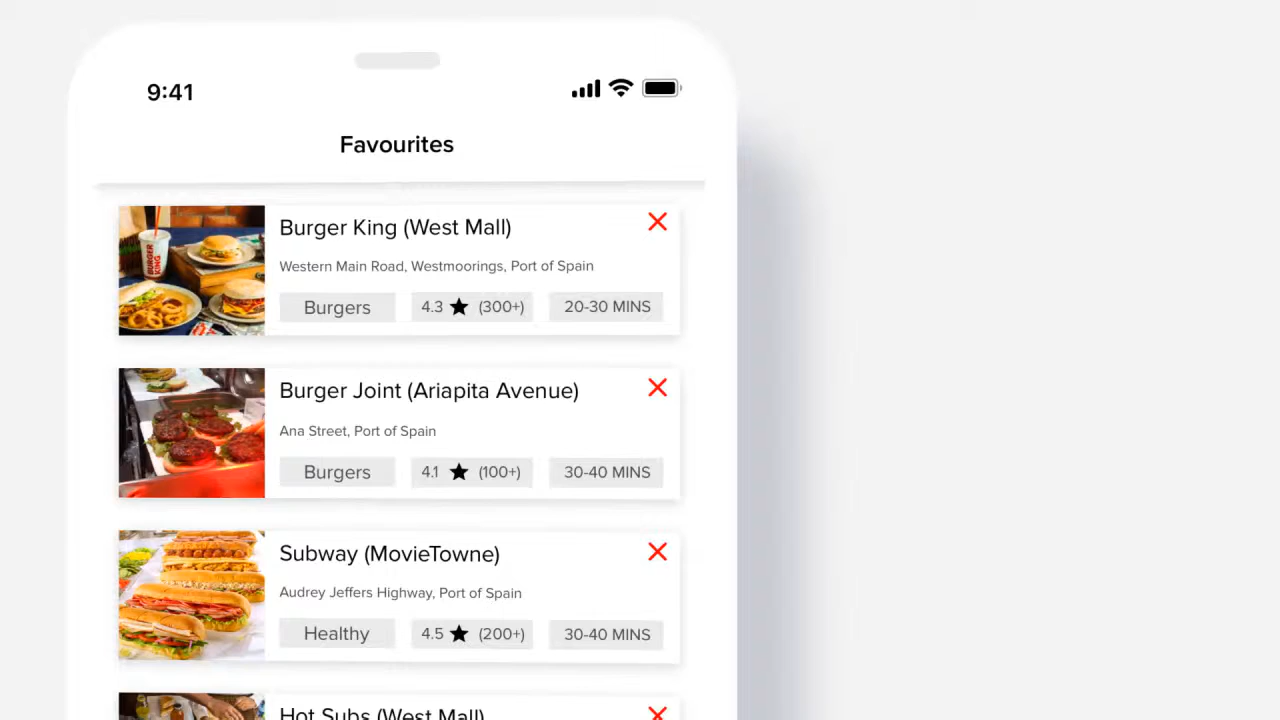 9:41
Favourites
Burger King (West Mall)
Western Main Road, Westmoorings, Port of Spain
BURGER KING
Burgers 4.3 ★ (300+) 20-30 MINS
Burger Joint (Ariapita Avenue)
Ana Street, Port of Spain
Burgers 4.1 ★ (100+) 30-40 MINS
Subway (MovieTowne)
Audrey Jeffers Highway, Port of Spain
Healthy 4.5 ★ (200+) 30-40 MINS
Hot Subs (West Mall)